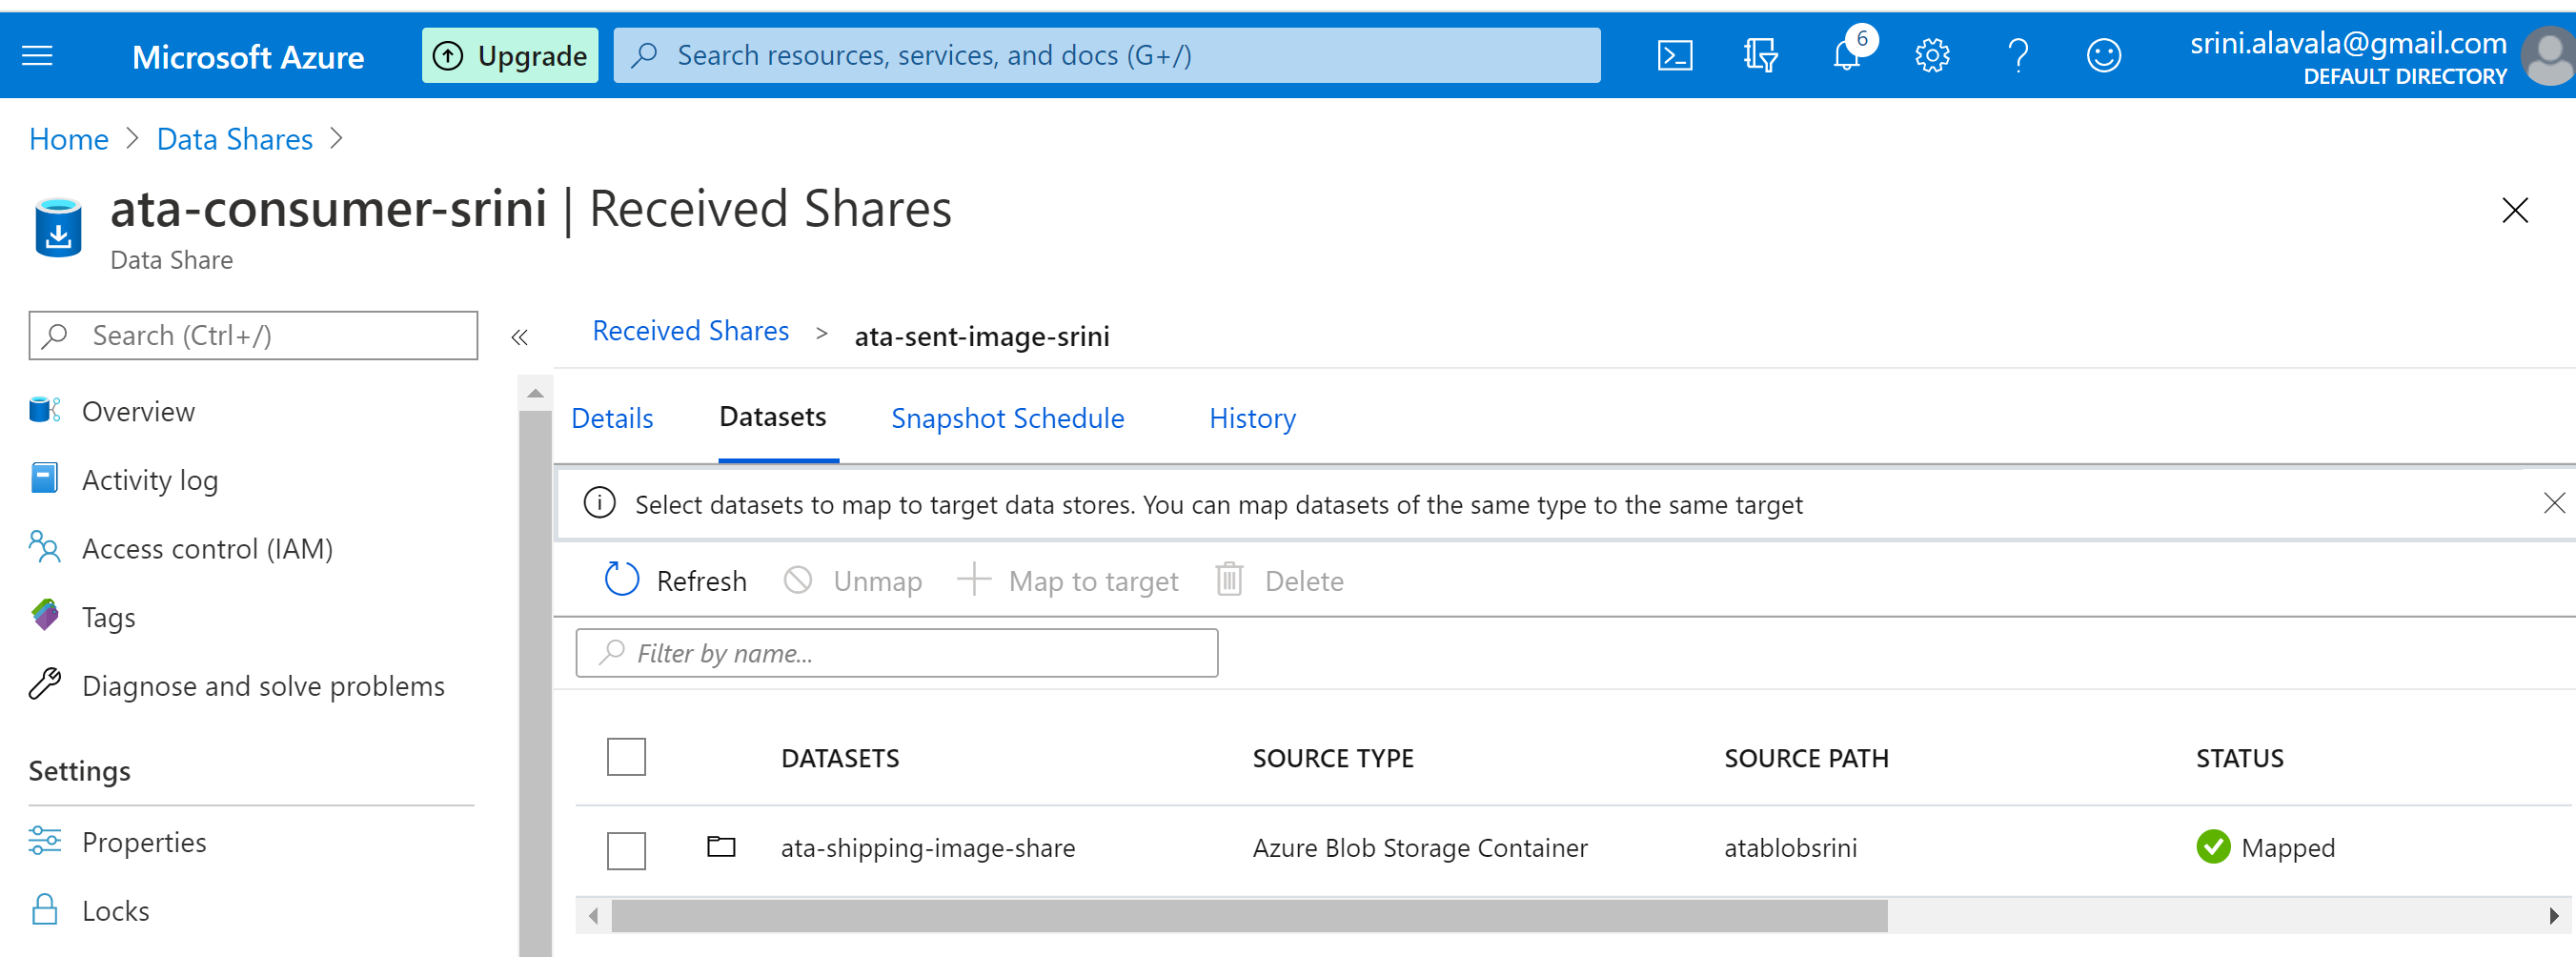 Microsoft Azure
Upgrade
Search resources, services, and docs (G+/)
6
srini.alavala@gmail.com
DEFAULT DIRECTORY
Home > Data Shares >
ata-consumer-srini | Received Shares
Data Share
Search (Ctrl+/)
«
Overview
Activity log
Access control (IAM)
Tags
Diagnose and solve problems
Settings
Properties
Locks
Received Shares > ata-sent-image-srini
Details Datasets Snapshot Schedule History
Select datasets to map to target data stores. You can map datasets of the same type to the same target
Refresh Unmap Map to target Delete
Filter by name...
DATASETS SOURCE TYPE SOURCE PATH STATUS
ata-shipping-image-share Azure Blob Storage Container atablobsrini Mapped